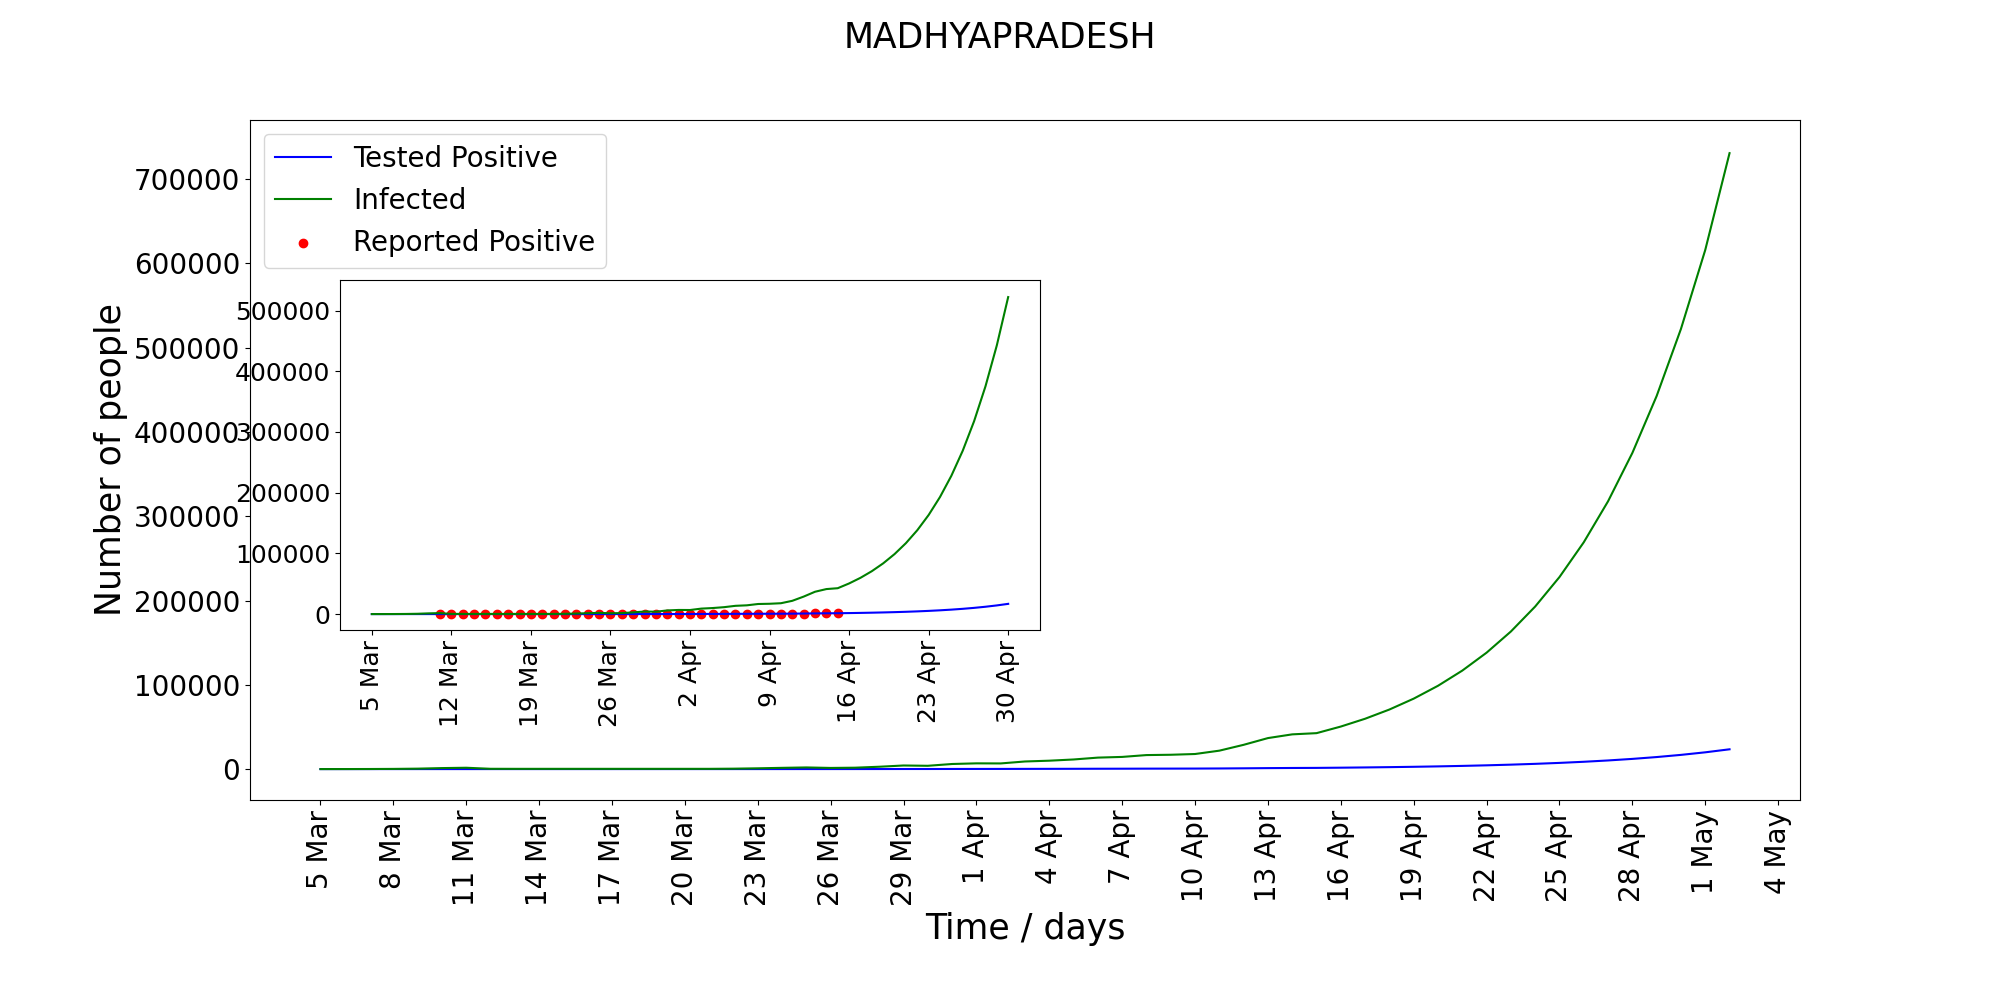 MADHYAPRADESH
Tested Positive
Infected
Reported Positive
Number of people
700000
600000
500000
400000
300000
200000
100000
0
500000
400000
300000
200000
100000
0
5 Mar
12 Mar
19 Mar
26 Mar
2 Apr
9 Apr
16 Apr
23 Apr
30 Apr
5 Mar
8 Mar
11 Mar
14 Mar
17 Mar
20 Mar
23 Mar
26 Mar
29 Mar
1 Apr
4 Apr
7 Apr
10 Apr
13 Apr
16 Apr
19 Apr
22 Apr
25 Apr
28 Apr
1 May
4 May
Time / days